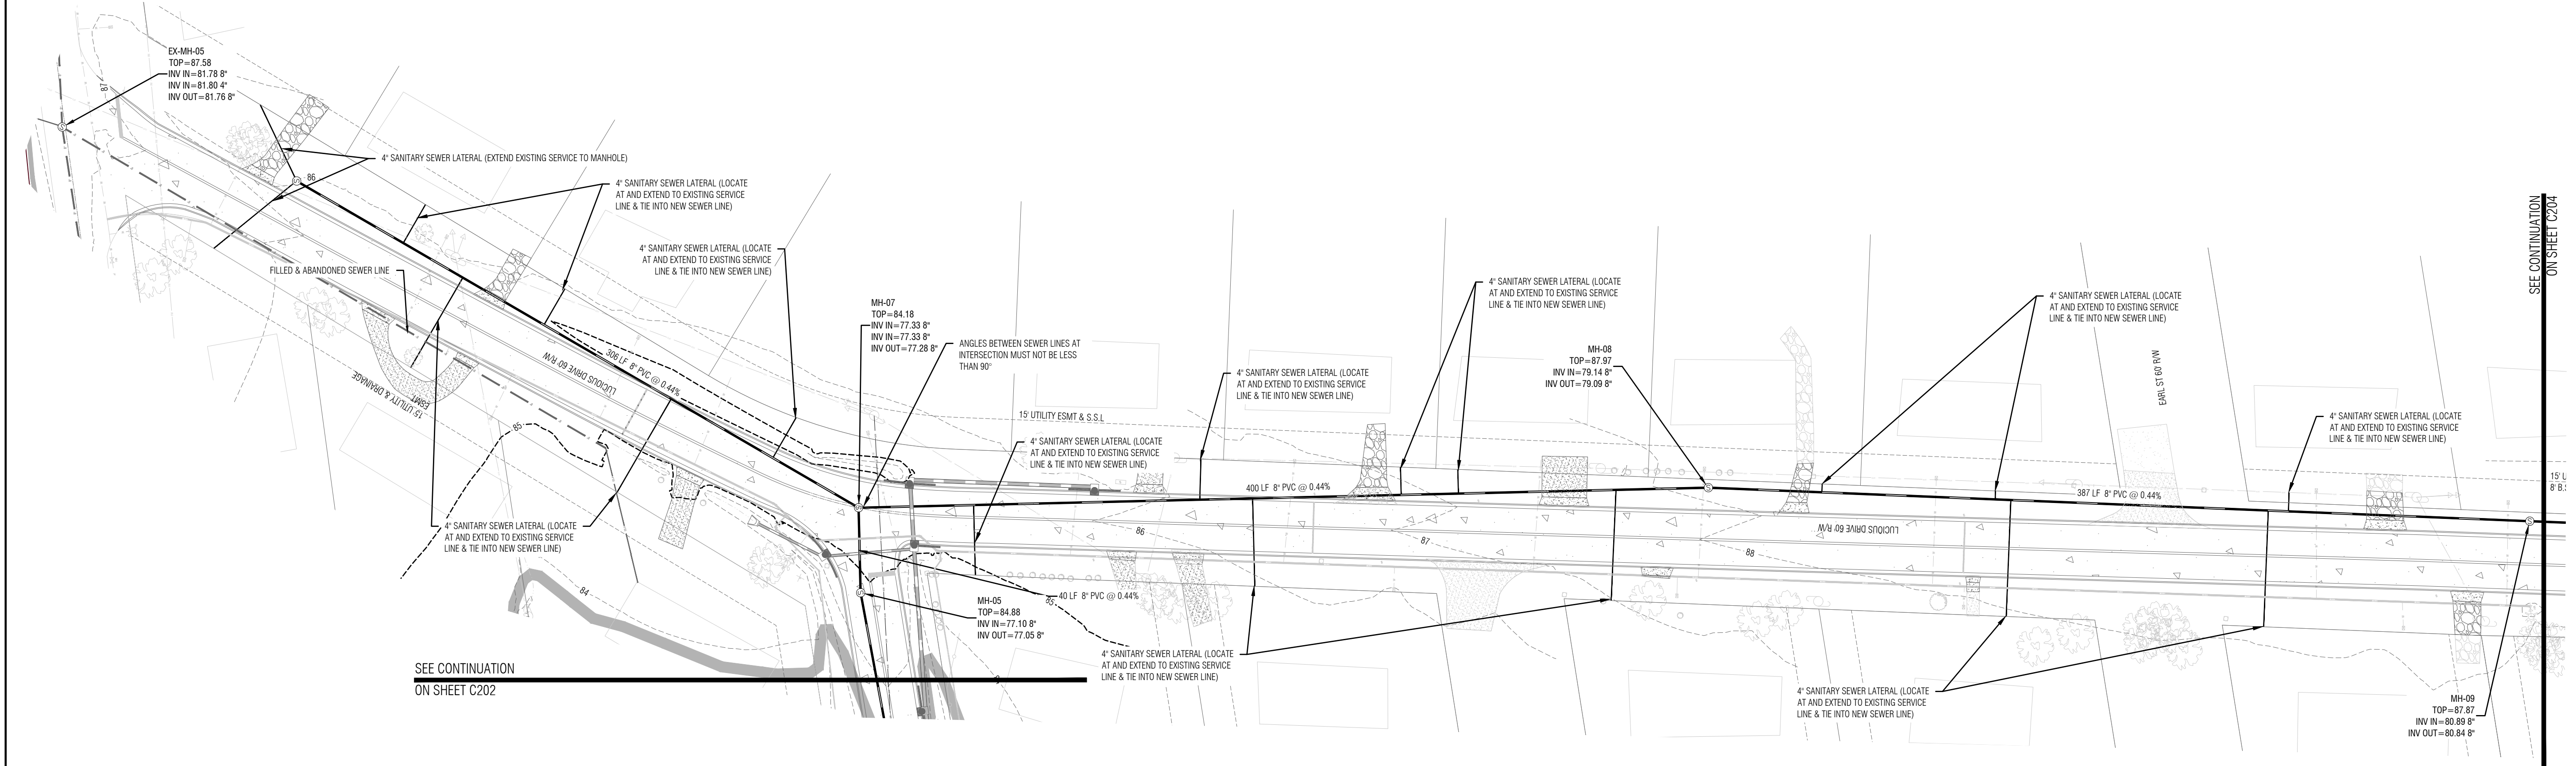 EX-MH-05
TOP=87.58
INV IN=81.78 8"
INV IN=81.80 4"
INV OUT=81.76 8"
87
86
4" SANITARY SEWER LATERAL (EXTEND EXISTING SERVICE TO MANHOLE)
4" SANITARY SEWER LATERAL (LOCATE
AT AND EXTEND TO EXISTING SERVICE
LINE & TIE INTO NEW SEWER LINE)
4" SANITARY SEWER LATERAL (LOCATE
AT AND EXTEND TO EXISTING SERVICE
LINE & TIE INTO NEW SEWER LINE)
FILLED & ABANDONED SEWER LINE
306 LF 8" PVC @ 0.44%
LUCIOUS DRIVE 60' R/W
15' UTILITY & DRAINAGE
ESMT.
85
84
4" SANITARY SEWER LATERAL (LOCATE
AT AND EXTEND TO EXISTING SERVICE
LINE & TIE INTO NEW SEWER LINE)
MH-07
TOP=84.18
INV IN=77.33 8"
INV IN=77.33 8"
INV OUT=77.28 8"
ANGLES BETWEEN SEWER LINES AT
INTERSECTION MUST NOT BE LESS
THAN 90°
15' UTILITY ESMT & S.S.L
4" SANITARY SEWER LATERAL (LOCATE
AT AND EXTEND TO EXISTING SERVICE
LINE & TIE INTO NEW SEWER LINE)
4" SANITARY SEWER LATERAL (LOCATE
AT AND EXTEND TO EXISTING SERVICE
LINE & TIE INTO NEW SEWER LINE)
400 LF 8" PVC @ 0.44%
4" SANITARY SEWER LATERAL (LOCATE
AT AND EXTEND TO EXISTING SERVICE
LINE & TIE INTO NEW SEWER LINE)
MH-08
TOP=87.97
INV IN=79.14 8"
INV OUT=79.09 8"
86
87
88
LUCIOUS DRIVE 60' R/W
40 LF 8" PVC @ 0.44%
85
MH-05
TOP=84.88
INV IN=77.10 8"
INV OUT=77.05 8"
4" SANITARY SEWER LATERAL (LOCATE
AT AND EXTEND TO EXISTING SERVICE
LINE & TIE INTO NEW SEWER LINE)
SEE CONTINUATION
ON SHEET C202
4" SANITARY SEWER LATERAL (LOCATE
AT AND EXTEND TO EXISTING SERVICE
LINE & TIE INTO NEW SEWER LINE)
EARL ST 60' R/W
4" SANITARY SEWER LATERAL (LOCATE
AT AND EXTEND TO EXISTING SERVICE
LINE & TIE INTO NEW SEWER LINE)
387 LF 8" PVC @ 0.44%
4" SANITARY SEWER LATERAL (LOCATE
AT AND EXTEND TO EXISTING SERVICE
LINE & TIE INTO NEW SEWER LINE)
MH-09
TOP=87.87
INV IN=80.89 8"
INV OUT=80.84 8"
SEE CONTINUATION
ON SHEET C204